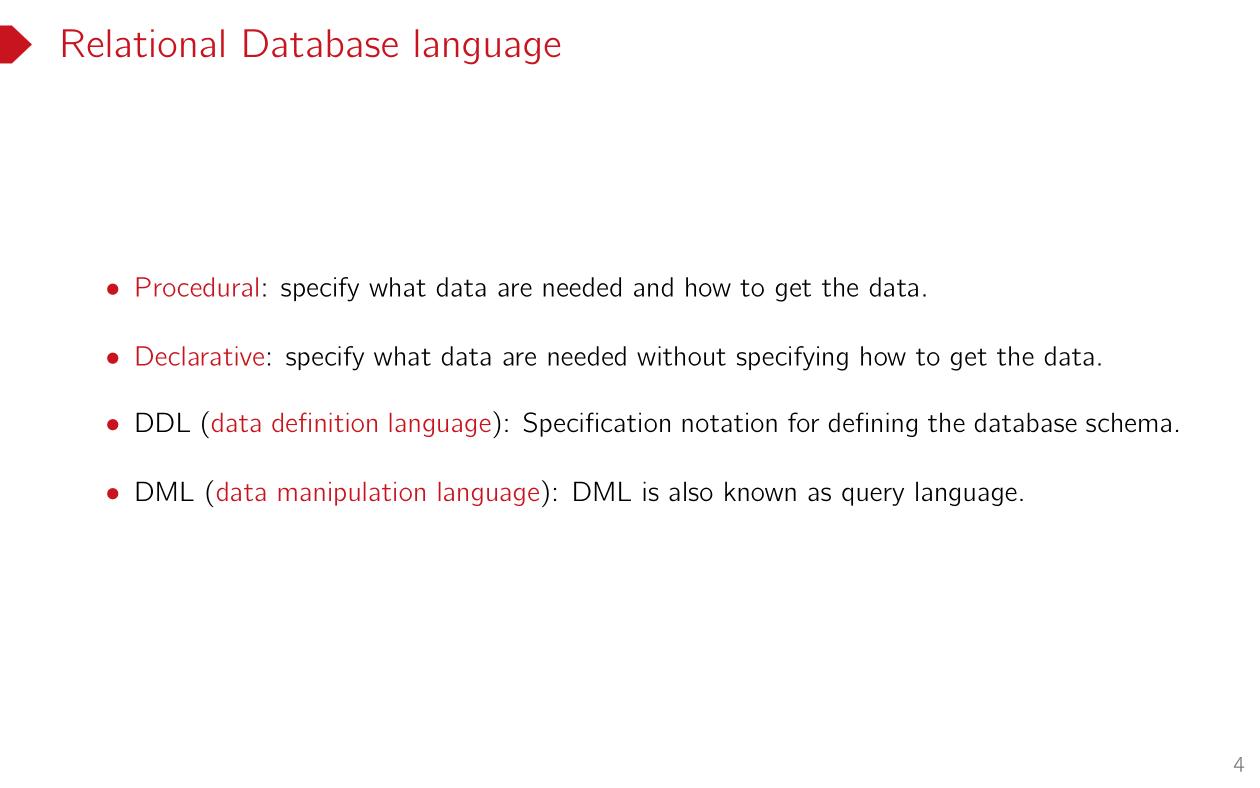 Relational Database language
• Procedural: specify what data are needed and how to get the data.
• Declarative: specify what data are needed without specifying how to get the data.
• DDL (data definition language): Specification notation for defining the database schema.
• DML (data manipulation language): DML is also known as query language.
4